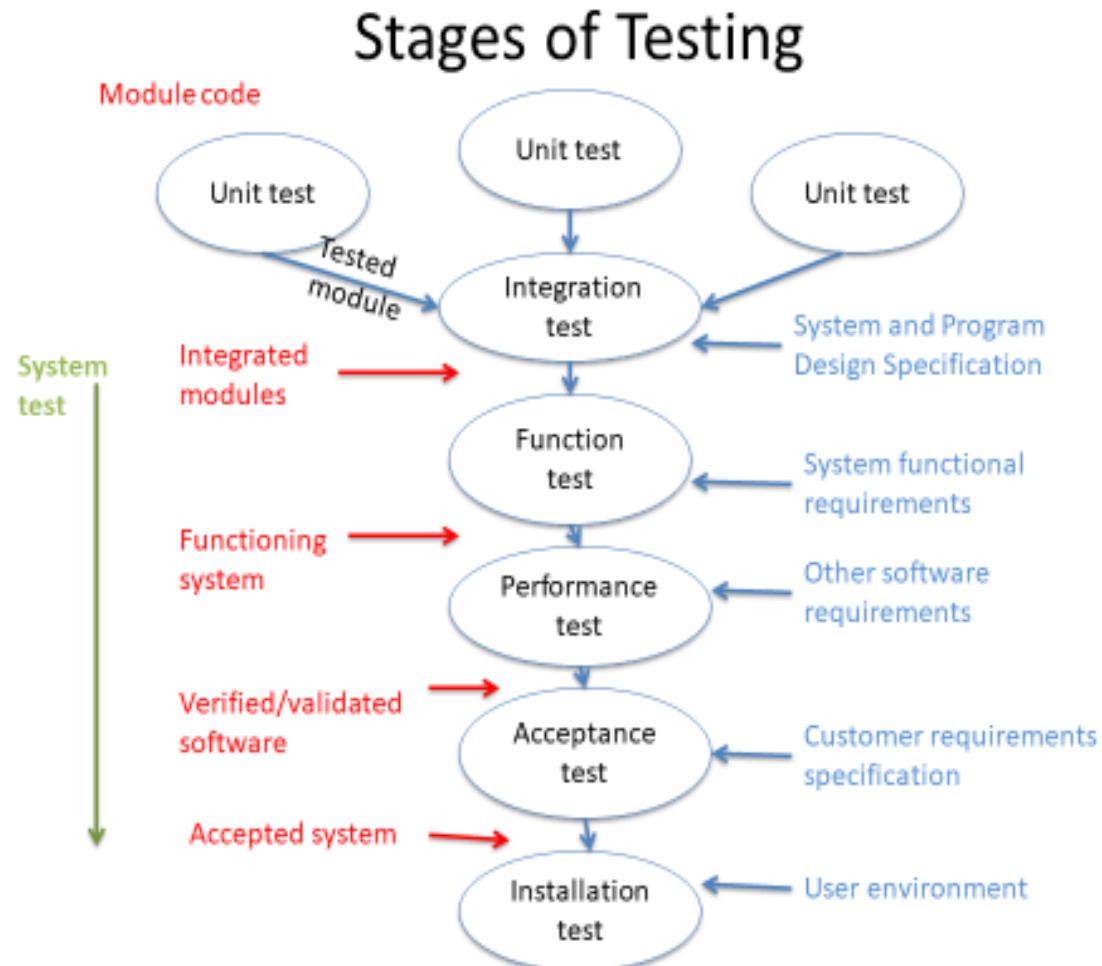 Stages of Testing
Module code
Unit test
Unit test
Unit test
Tested
module
Integration
test
System and Program
Design Specification
System
test
Integrated
modules
Function
test
System functional
requirements
Functioning
system
Performance
test
Other software
requirements
Verified/validated
software
Acceptance
test
Customer requirements
specification
Accepted system
Installation
test
User environment